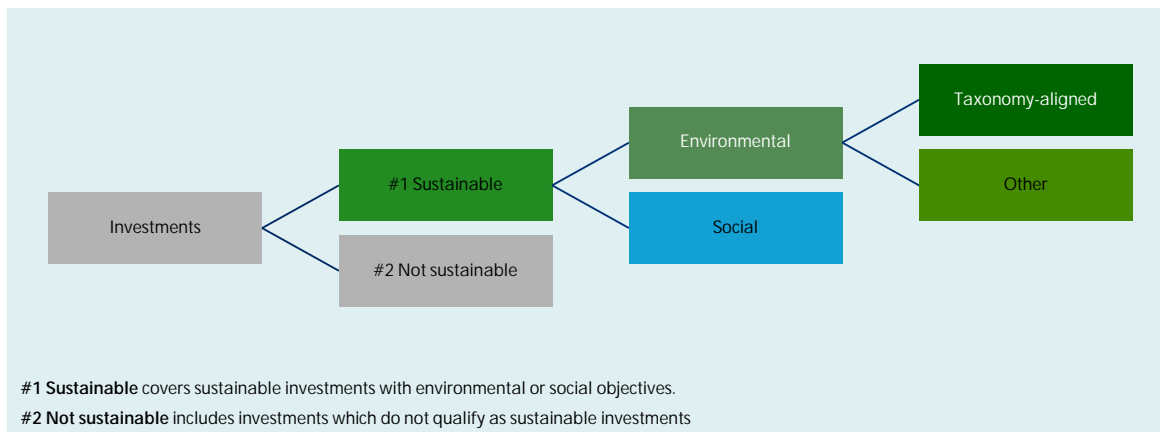 Taxonomy-aligned
Environmental
#1 Sustainable
Other
Investments
Social
#2 Not sustainable
#1 Sustainable covers sustainable investments with environmental or social objectives.
#2 Not sustainable includes investments which do not qualify as sustainable investments